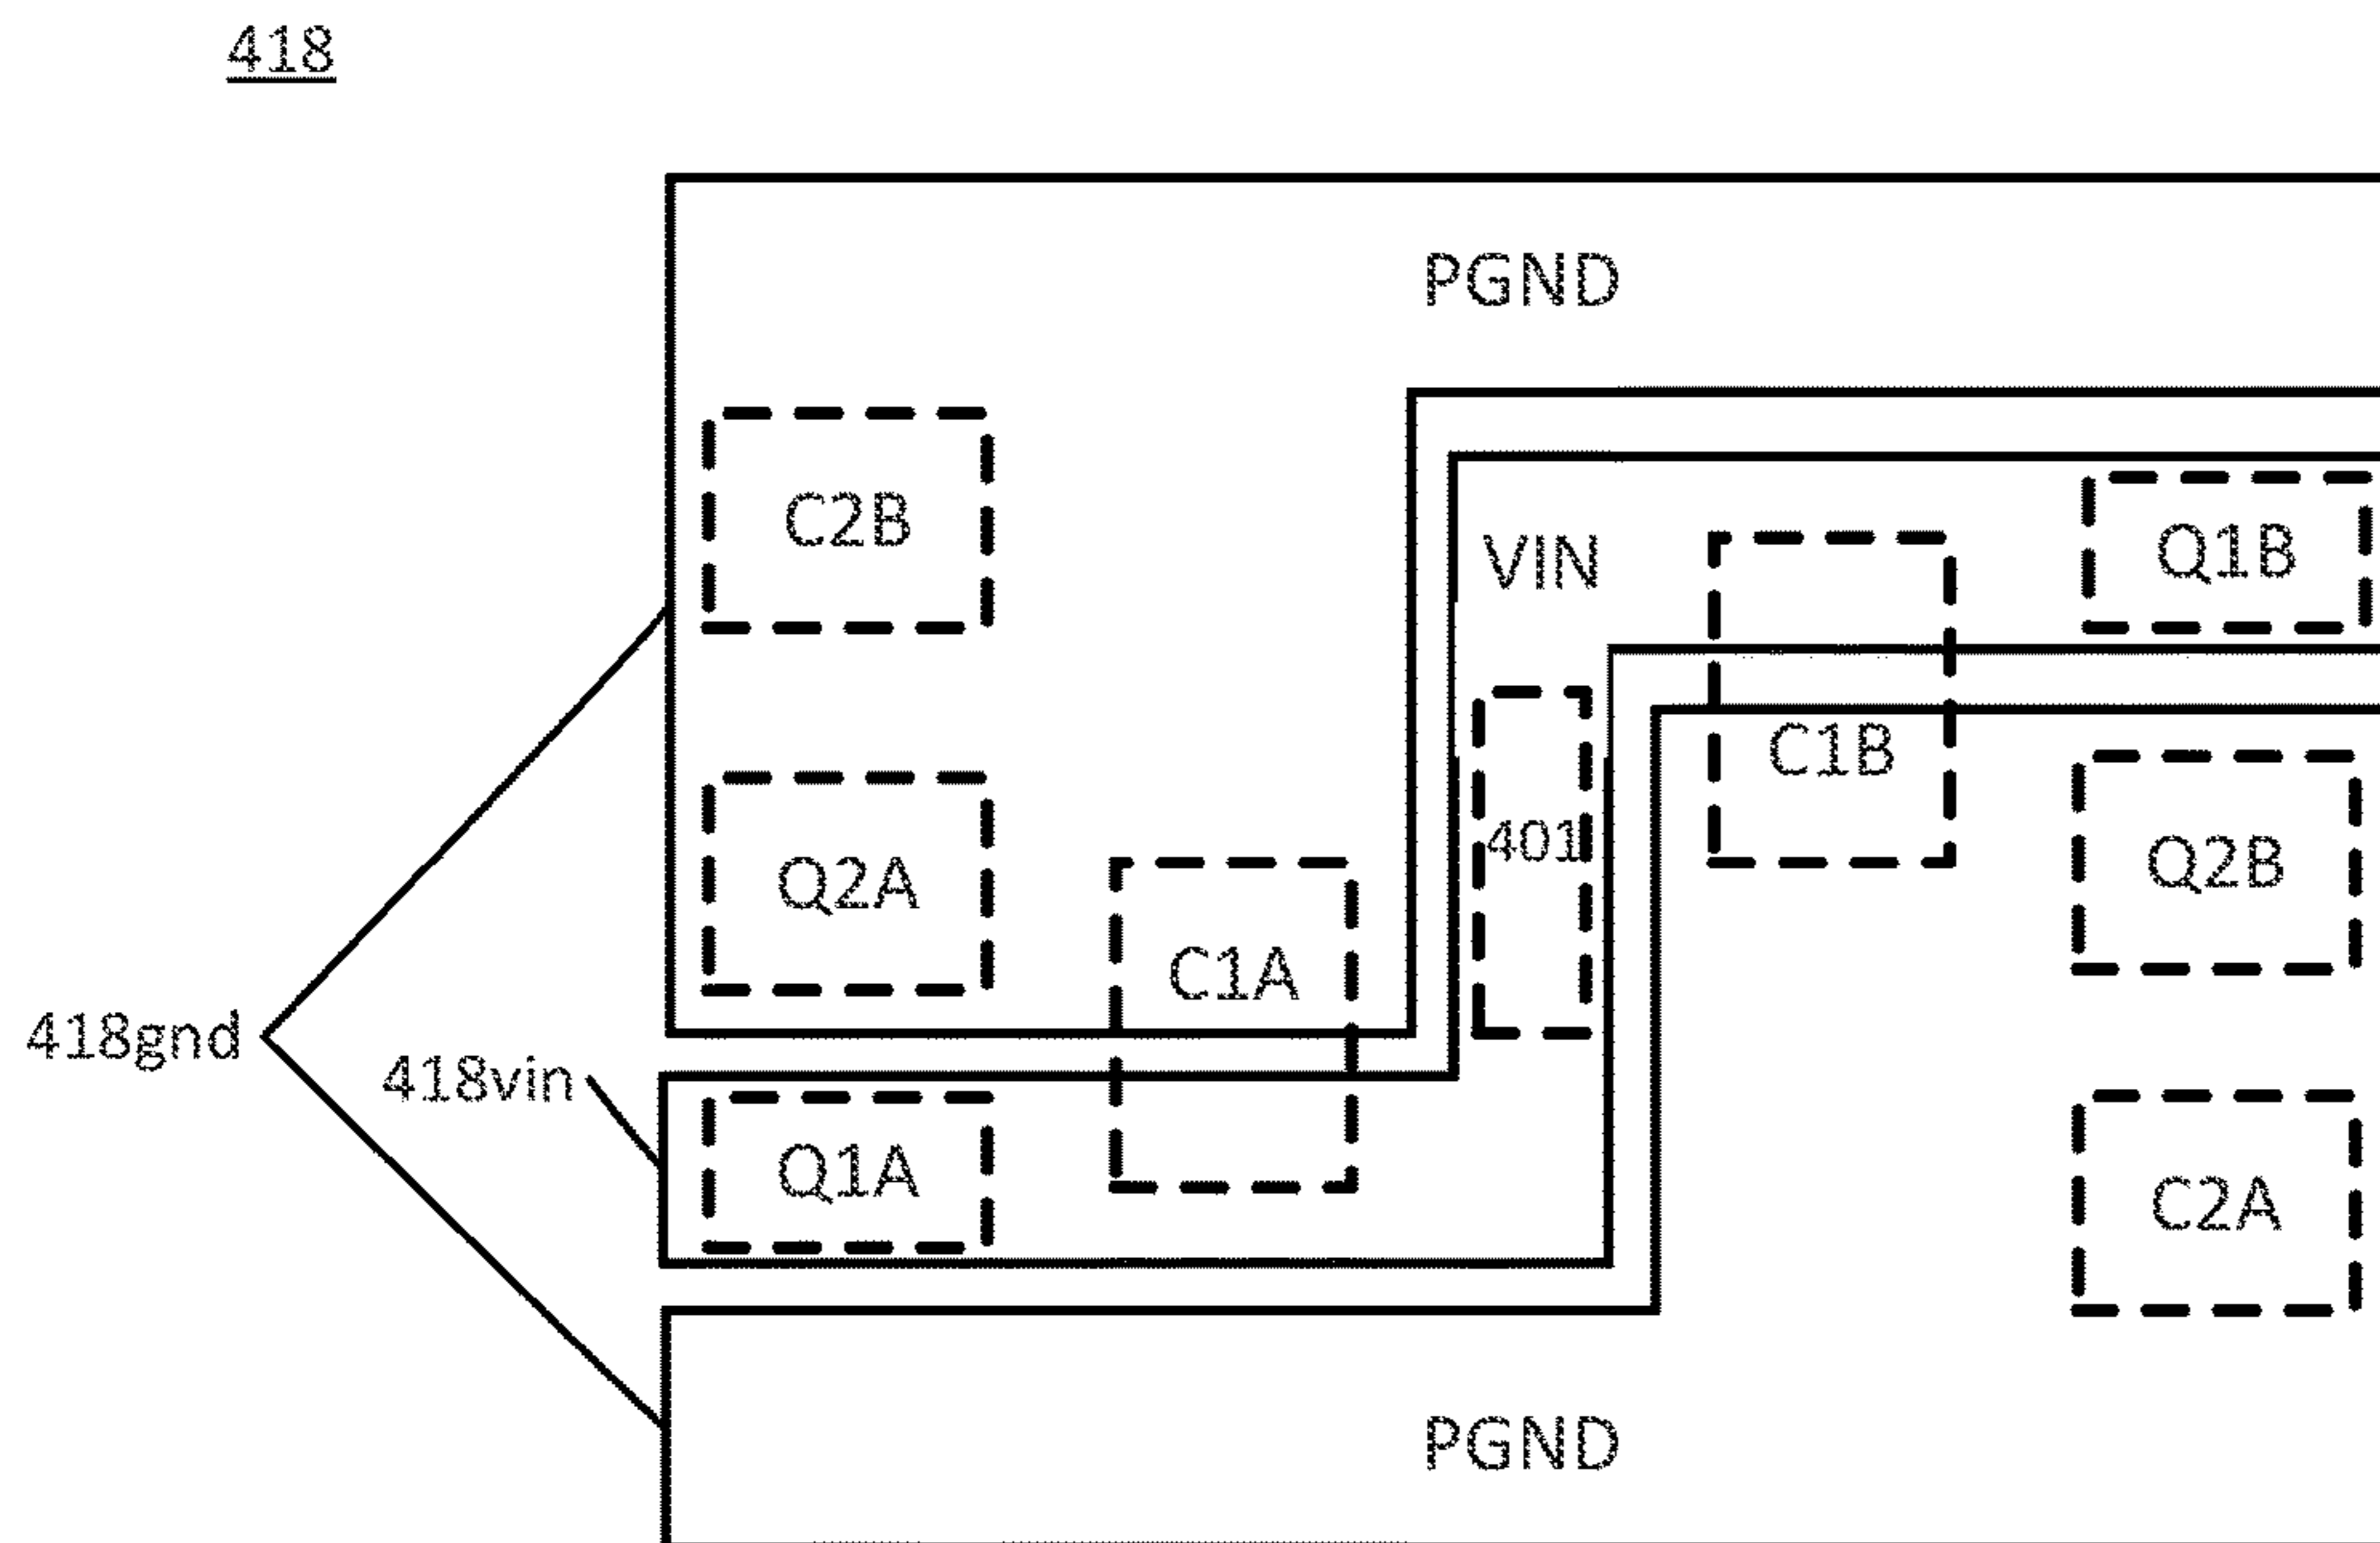 418
PGND
C2B
VIN
Q1B
C1B
401
Q2A
Q2B
C1A
418gnd
418vin
Q1A
C2A
PGND